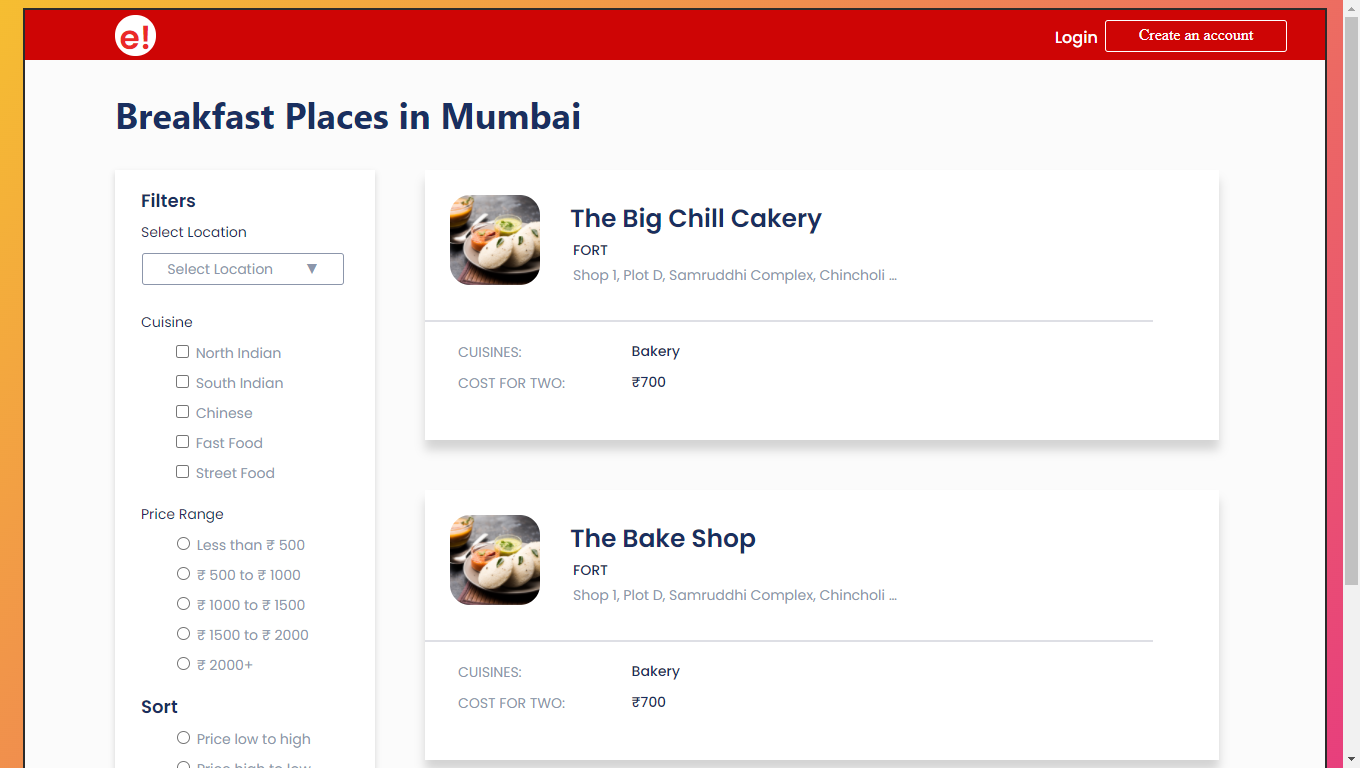 e!
Login
Create an account
Breakfast Places in Mumbai
Filters
Select Location
Select Location ▼
Cuisine
North Indian
South Indian
Chinese
Fast Food
Street Food
Price Range
Less than ₹ 500
₹ 500 to ₹ 1000
₹ 1000 to ₹ 1500
₹ 1500 to ₹ 2000
₹ 2000+
Sort
Price low to high
Price high to low
The Big Chill Cakery
FORT
Shop 1, Plot D, Samruddhi Complex, Chincholi ...
CUISINES: Bakery
COST FOR TWO: ₹700
The Bake Shop
FORT
Shop 1, Plot D, Samruddhi Complex, Chincholi ...
CUISINES: Bakery
COST FOR TWO: ₹700